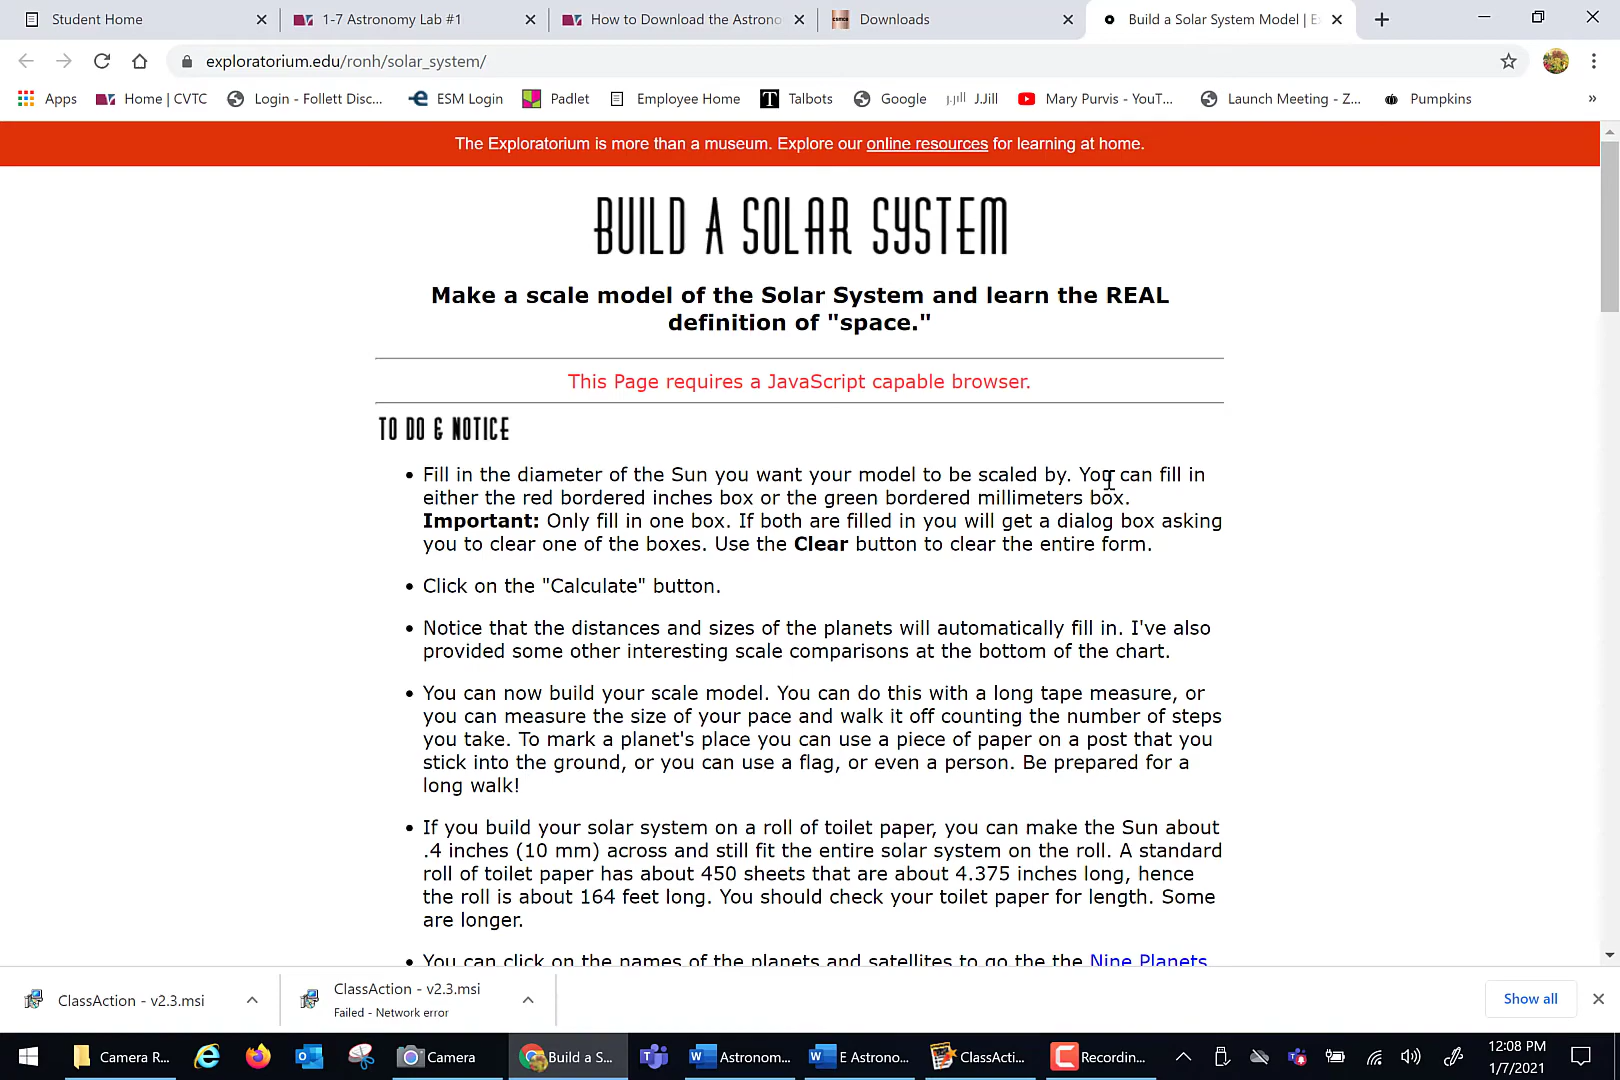 Student Home
1-7 Astronomy Lab #1
How to Download the Astrono
Downloads
Build a Solar System Model | E
exploratorium.edu/ronh/solar_system/
Apps
Home | CVTC
Login - Follett Disc...
ESM Login
Padlet
Employee Home
T
Talbots
Google
J.Jill
J.Jill
Mary Purvis - YouT...
Launch Meeting - Z...
Pumpkins
»
The Exploratorium is more than a museum. Explore our online resources for learning at home.
BUILD A SOLAR SYSTEM
Make a scale model of the Solar System and learn the REAL
definition of "space."
This Page requires a JavaScript capable browser.
TO DO & NOTICE
• Fill in the diameter of the Sun you want your model to be scaled by. You can fill in
either the red bordered inches box or the green bordered millimeters box.
Important: Only fill in one box. If both are filled in you will get a dialog box asking
you to clear one of the boxes. Use the Clear button to clear the entire form.
• Click on the "Calculate" button.
• Notice that the distances and sizes of the planets will automatically fill in. I've also
provided some other interesting scale comparisons at the bottom of the chart.
• You can now build your scale model. You can do this with a long tape measure, or
you can measure the size of your pace and walk it off counting the number of steps
you take. To mark a planet's place you can use a piece of paper on a post that you
stick into the ground, or you can use a flag, or even a person. Be prepared for a
long walk!
• If you build your solar system on a roll of toilet paper, you can make the Sun about
.4 inches (10 mm) across and still fit the entire solar system on the roll. A standard
roll of toilet paper has about 450 sheets that are about 4.375 inches long, hence
the roll is about 164 feet long. You should check your toilet paper for length. Some
are longer.
• You can click on the names of the planets and satellites to go the the Nine Planets
ClassAction - v2.3.msi
ClassAction - v2.3.msi
Failed - Network error
Show all
Camera R...
Camera
Build a S...
Astronom...
E Astrono...
ClassActi...
Recordin...
12:08 PM
1/7/2021